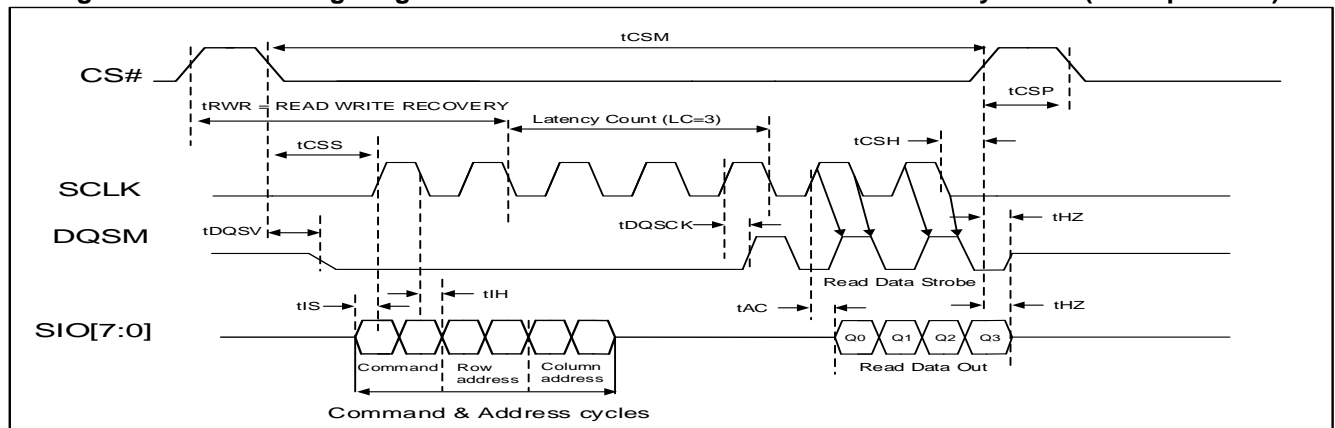 tCSM
CS#
tCSP
tRWR = READ WRITE RECOVERY
Latency Count (LC=3)
tCSH
tCSS
SCLK
tHZ
DQSM
tDQSV
tDQSCK
Read Data Strobe
tIS
tIH
tAC
tHZ
SIO[7:0]
Q0 Q1 Q2 Q3
Command
Row address
Column address
Read Data Out
Command & Address cycles